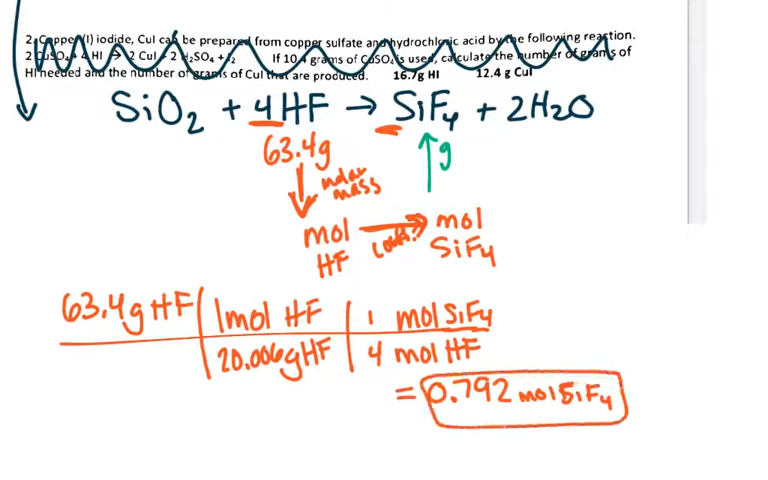 2. Copper (I) iodide, CuI can be prepared from copper sulfate and hydrochloric acid by the following reaction.
2 CuSO₄ + 4 HI → 2 CuI + 2 H₂SO₄ + I₂ If 10.4 grams of CuSO₄ is used, calculate the number of grams of
HI needed and the number of grams of CuI that are produced. 16.7g HI 12.4 g CuI
SiO₂ + 4HF → SiF₄ + 2H₂O
63.4g
g
molar
mass
mol
HF
coeff.
mol
SiF₄
63.4g HF | 1mol HF | 1 mol SiF₄
20.006g HF | 4 mol HF
= 0.792 mol SiF₄